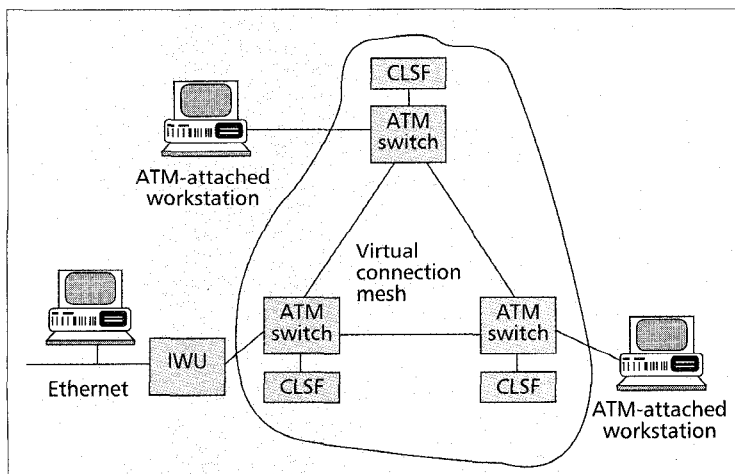 CLSF
ATM
switch
ATM-attached
workstation
Virtual
connection
mesh
ATM
switch
ATM
switch
IWU
Ethernet
CLSF
CLSF
ATM-attached
workstation